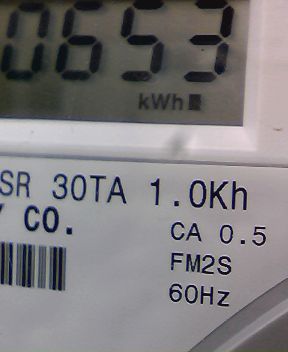 0653
kWh
SR 30TA 1.0Kh
Y CO.
CA 0.5
FM2S
60Hz